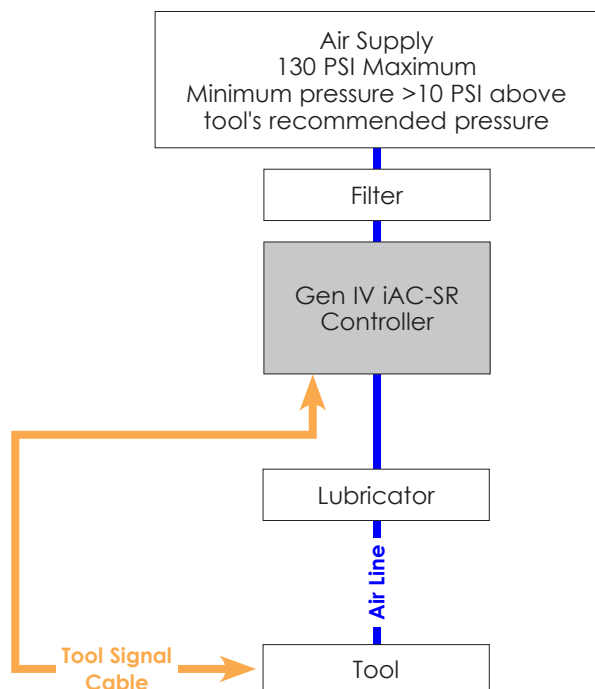 Air Supply
130 PSI Maximum
Minimum pressure >10 PSI above
tool's recommended pressure
Filter
Gen IV iAC-SR
Controller
Lubricator
Air Line
Tool Signal
Cable
Tool